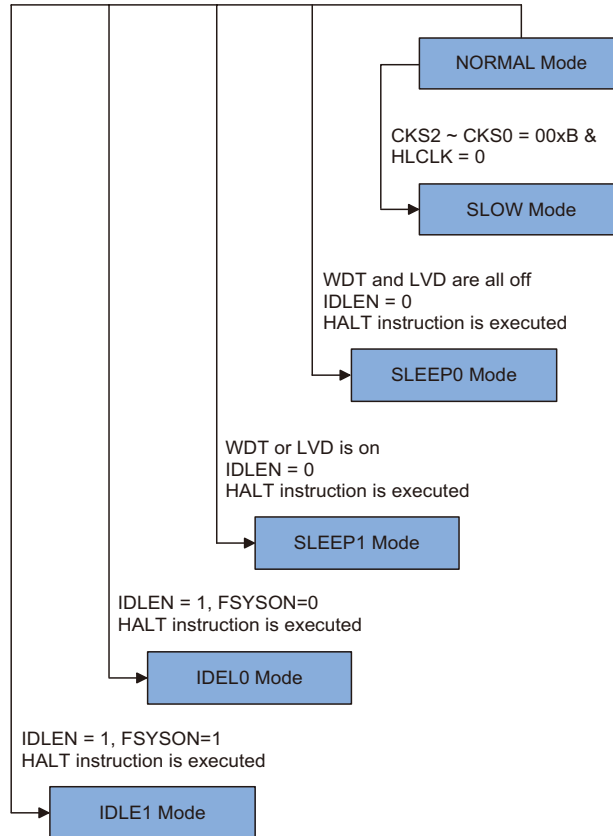 NORMAL Mode
CKS2 ~ CKS0 = 00xB &
HLCLK = 0
SLOW Mode
WDT and LVD are all off
IDLEN = 0
HALT instruction is executed
SLEEP0 Mode
WDT or LVD is on
IDLEN = 0
HALT instruction is executed
SLEEP1 Mode
IDLEN = 1, FSYSON=0
HALT instruction is executed
IDEL0 Mode
IDLEN = 1, FSYSON=1
HALT instruction is executed
IDLE1 Mode